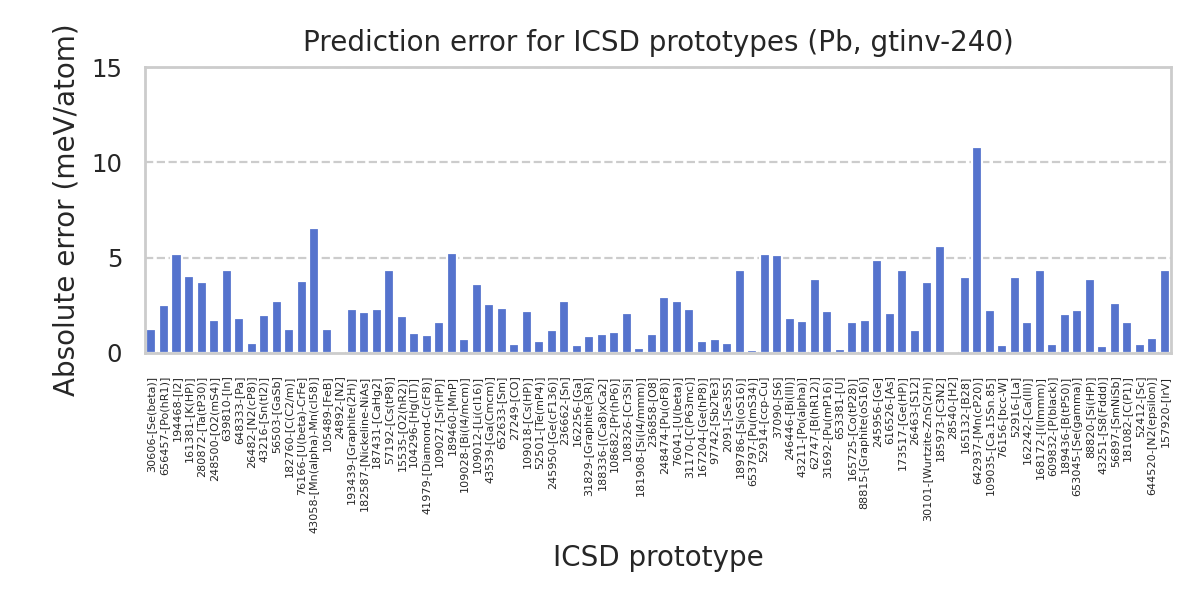 Prediction error for ICSD prototypes (Pb, gtinv-240)
Absolute error (meV/atom)
15
10
5
0
30606-[Se(beta)]
656457-[Po(hR1)]
194468-[I2]
161381-[K(HP)]
280872-[Ta(tP30)]
248500-[O2(mS4)]
639810-[In]
648333-[Pa]
26482-[N2(cP8)]
43216-[Sn(tI2)]
56503-[GaSb]
182760-[C(C2/m)]
76166-[U(beta)-CrFe]
43058-[Mn(alpha)-Mn(cI58)]
105489-[FeB]
24892-[N2]
193439-[Graphite(2H)]
182587-[Nickeline-NiAs]
187431-[CaHg2]
57192-[Cs(tP8)]
15535-[O2(hR2)]
104296-[Hg(LT)]
41979-[Diamond-C(cF8)]
109027-[Sr(HP)]
189460-[MnP]
109028-[Bi(I4/mcm)]
109012-[Li(cI16)]
43539-[Ga(Cmcm)]
652633-[Sm]
27249-[CO]
109018-[Cs(HP)]
52501-[Te(mP4)]
245950-[Ge(cF136)]
236662-[Sn]
162256-[Ga]
31829-[Graphite(3R)]
188336-[(Ca8)xCa2]
108682-[Pr(hP6)]
108326-[Cr3Si]
181908-[Si(I4/mmm)]
236858-[O8]
248474-[Pu(oF8)]
76041-[U(beta)]
31170-[C(P63mc)]
167204-[Ge(hP8)]
97742-[Sb2Te3]
2091-[Se3S5]
189786-[Si(oS16)]
653797-[Pu(mS34)]
52914-[ccp-Cu]
37090-[S6]
246446-[Bi(III)]
43211-[Po(alpha)]
62747-[B(hR12)]
31692-[Pu(mP16)]
653381-[U]
165725-[Co(tP28)]
88815-[Graphite(oS16)]
245956-[Ge]
616526-[As]
173517-[Ge(HP)]
26463-[S12]
30101-[Wurtzite-ZnS(2H)]
185973-[C3N2]
28540-[H2]
165132-[B28]
642937-[Mn(cP20)]
109035-[Ca.15Sn.85]
76156-[bcc-W]
52916-[La]
162242-[Ca(III)]
168172-[I(Immm)]
609832-[P(black)]
189436-[B(tP50)]
653045-[Se(gamma)]
88820-[Si(HP)]
43251-[S8(Fddd)]
56897-[SmNiSb]
181082-[C(P1)]
52412-[Sc]
644520-[N2(epsilon)]
157920-[IrV]
ICSD prototype